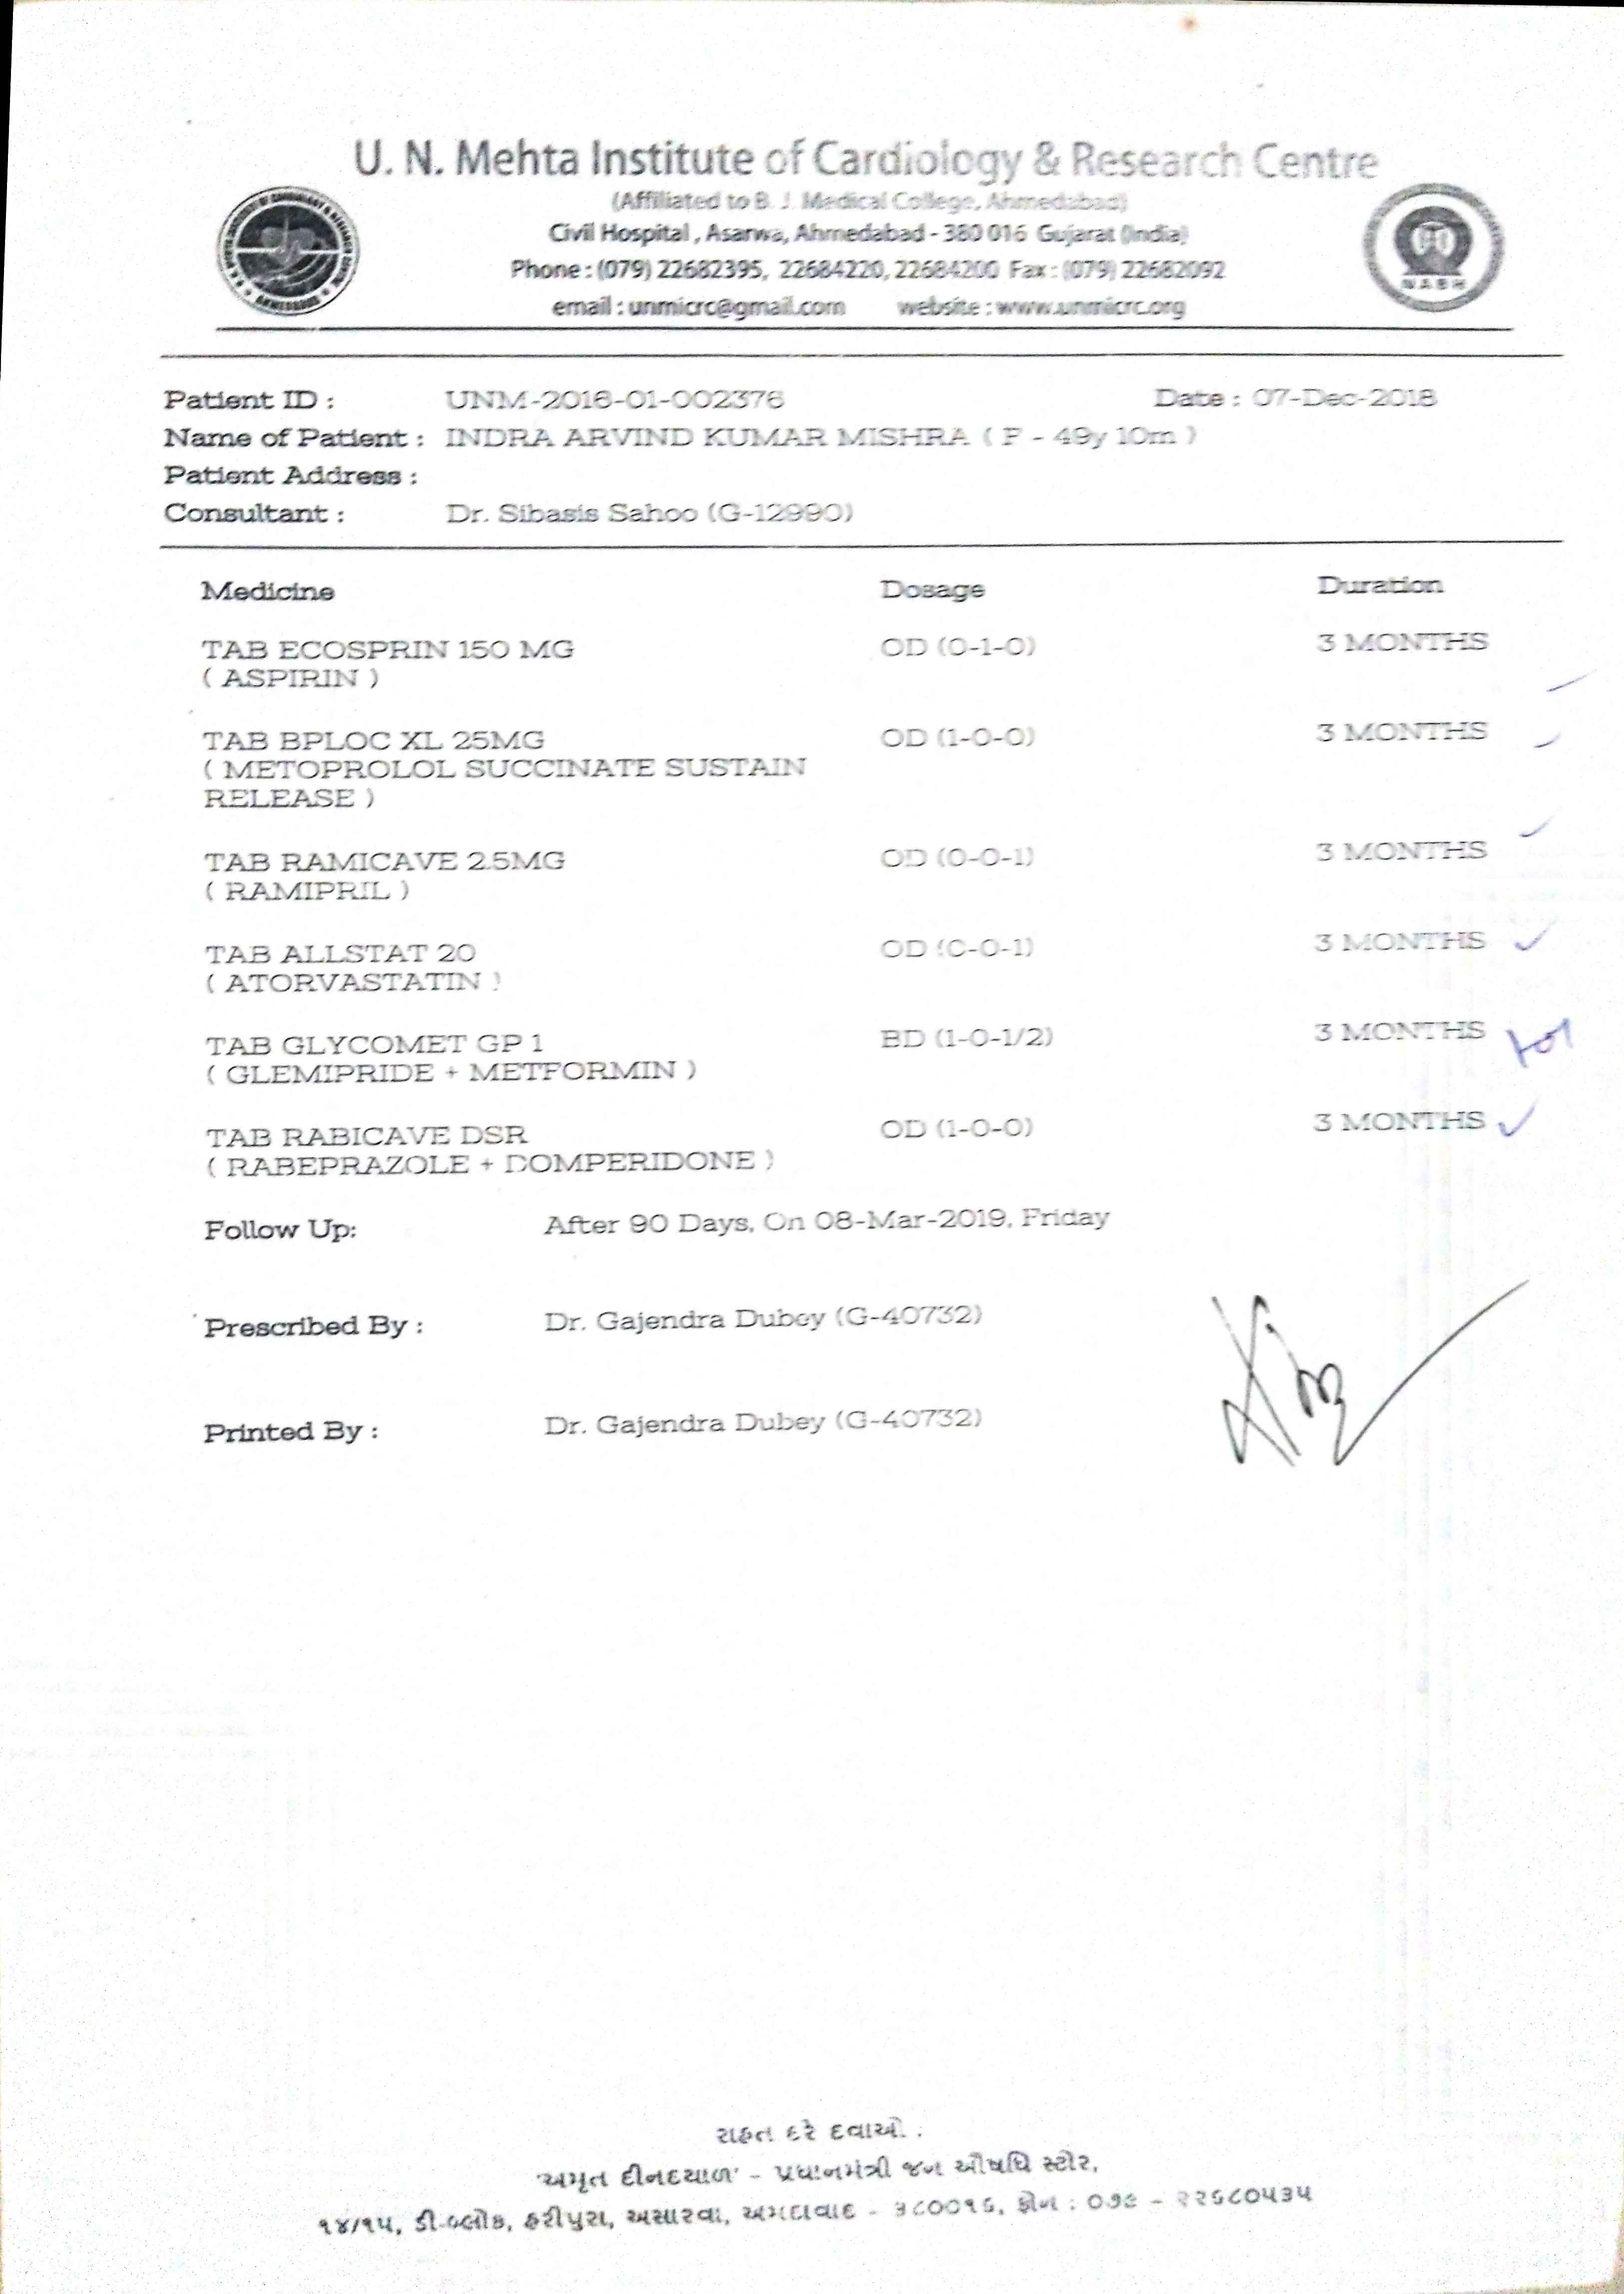 U. N. Mehta Institute of Cardiology & Research Centre
(Affiliated to B. J. Medical College, Ahmedabad)
Civil Hospital , Asarwa, Ahmedabad - 380 016 Gujarat (India)
Phone : (079) 22682395, 22684220, 22684200 Fax : (079) 22682092
email : unmicrc@gmail.com website : www.unmicrc.org
NABH
Patient ID : UNM-2016-01-002376 Date : 07-Dec-2018
Name of Patient : INDRA ARVIND KUMAR MISHRA ( F - 49y 10m )
Patient Address :
Consultant : Dr. Sibasis Sahoo (G-12990)
Medicine Dosage Duration
TAB ECOSPRIN 150 MG OD (0-1-0) 3 MONTHS
( ASPIRIN )
TAB BPLOC XL 25MG OD (1-0-0) 3 MONTHS
( METOPROLOL SUCCINATE SUSTAIN
RELEASE )
TAB RAMICAVE 2.5MG OD (0-0-1) 3 MONTHS
( RAMIPRIL )
TAB ALLSTAT 20 OD (0-0-1) 3 MONTHS
( ATORVASTATIN )
TAB GLYCOMET GP 1 BD (1-0-1/2) 3 MONTHS
( GLEMIPRIDE + METFORMIN )
TAB RABICAVE DSR OD (1-0-0) 3 MONTHS
( RABEPRAZOLE + DOMPERIDONE )
Follow Up: After 90 Days, On 08-Mar-2019, Friday
Prescribed By : Dr. Gajendra Dubey (G-40732)
Printed By : Dr. Gajendra Dubey (G-40732)
રાહત દરે દવાઓ :
'અમૃત દીનદયાળ' - પ્રધાનમંત્રી જન ઔષધિ સ્ટોર,
૧૪/૧૫, ડી-બ્લોક, હરીપુરા, અસારવા, અમદાવાદ - ૩૮૦૦૧૬, ફોન : ૦૭૯ - ૨૨૬૮૦૫૩૫